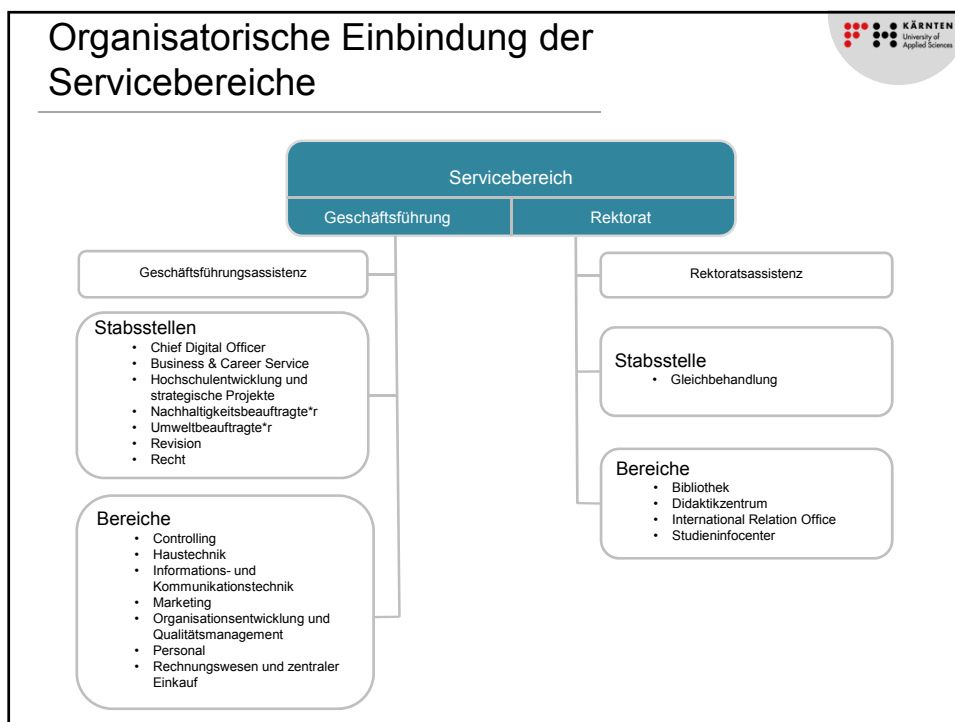 Organisatorische Einbindung der
Servicebereiche
KÄRNTEN
University of
Applied Sciences
Servicebereich
Geschäftsführung
Rektorat
Geschäftsführungsassistenz
Stabsstellen
• Chief Digital Officer
• Business & Career Service
• Hochschulentwicklung und
strategische Projekte
• Nachhaltigkeitsbeauftragte*r
• Umweltbeauftragte*r
• Revision
• Recht
Bereiche
• Controlling
• Haustechnik
• Informations- und
Kommunikationstechnik
• Marketing
• Organisationsentwicklung und
Qualitätsmanagement
• Personal
• Rechnungswesen und zentraler
Einkauf
Rektoratsassistenz
Stabsstelle
• Gleichbehandlung
Bereiche
• Bibliothek
• Didaktikzentrum
• International Relation Office
• Studieninfocenter